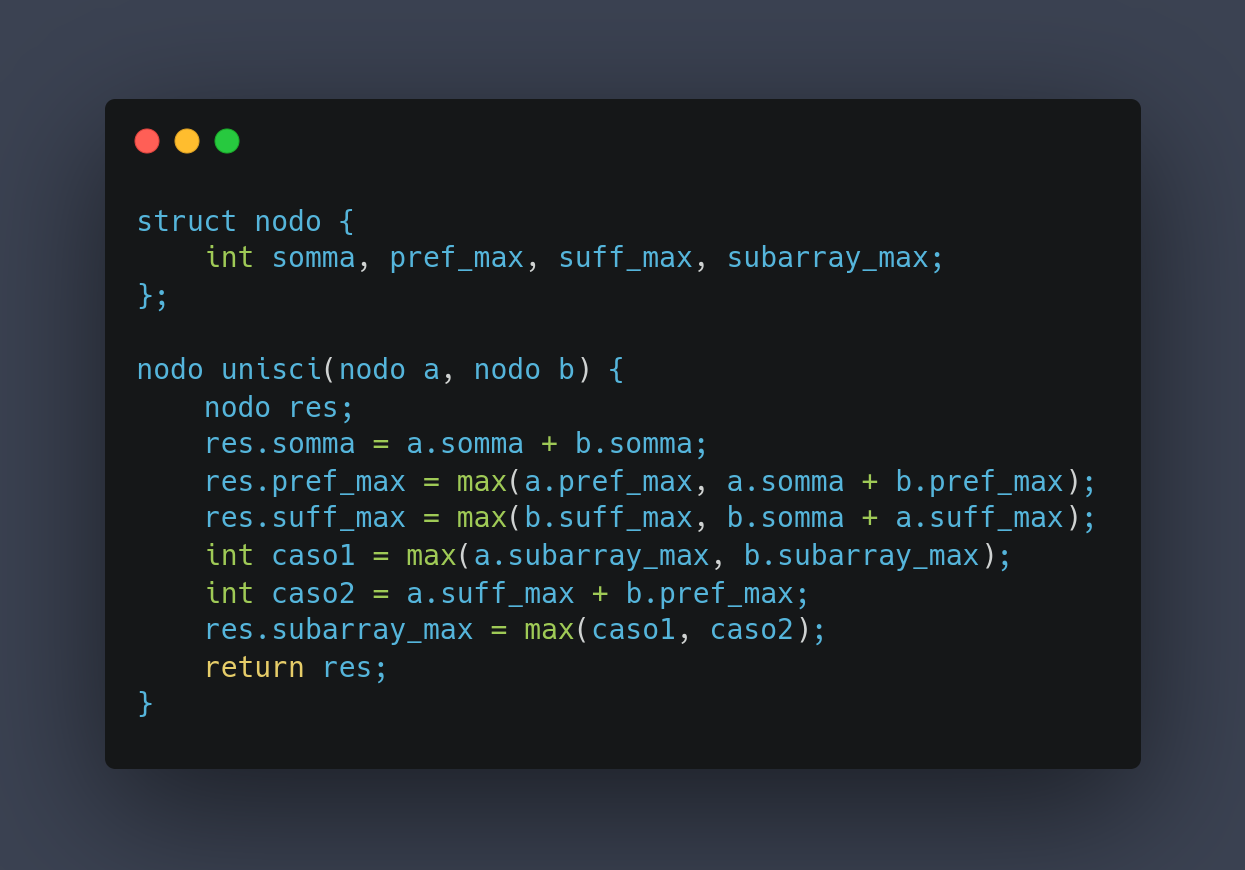 struct nodo {
    int somma, pref_max, suff_max, subarray_max;
};

nodo unisci(nodo a, nodo b) {
    nodo res;
    res.somma = a.somma + b.somma;
    res.pref_max = max(a.pref_max, a.somma + b.pref_max);
    res.suff_max = max(b.suff_max, b.somma + a.suff_max);
    int caso1 = max(a.subarray_max, b.subarray_max);
    int caso2 = a.suff_max + b.pref_max;
    res.subarray_max = max(caso1, caso2);
    return res;
}